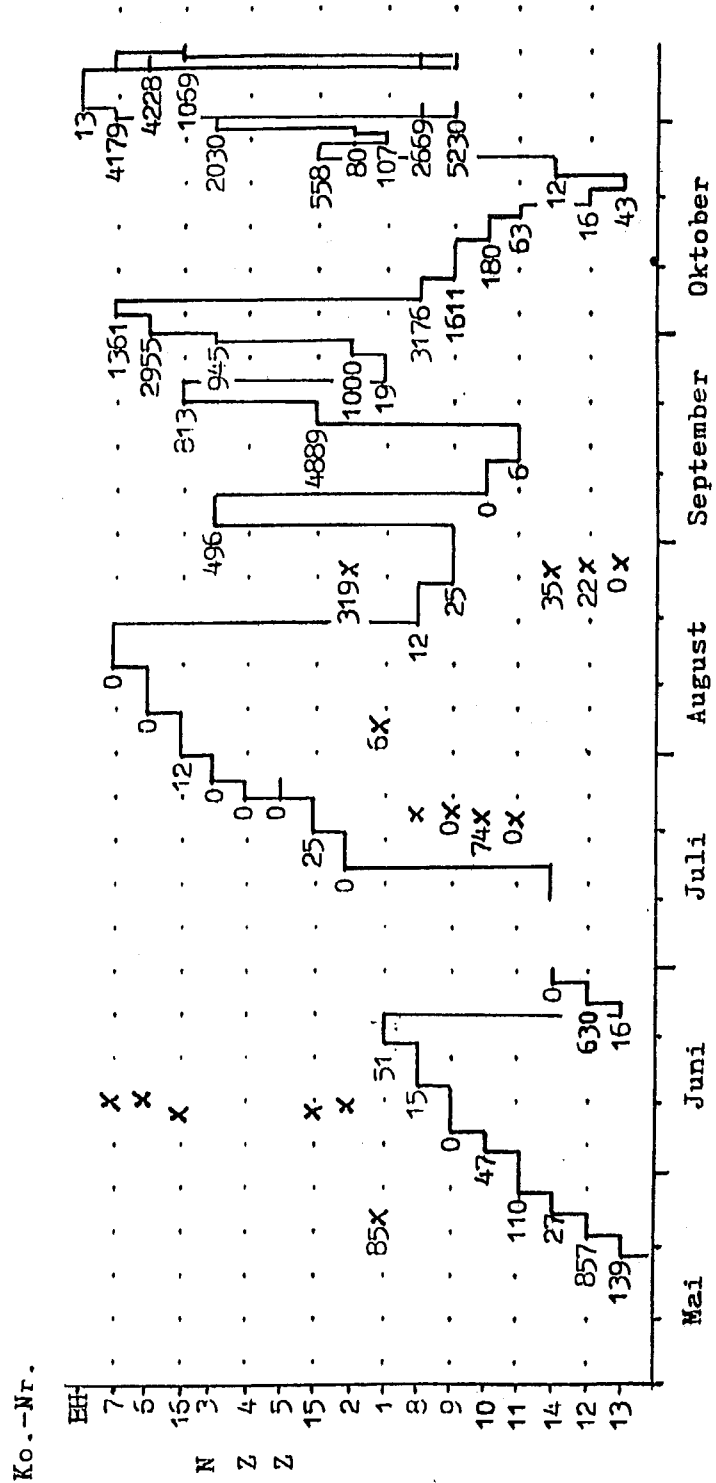 Ko.-Nr.
EH 13
7 x 0 1361 4179
6 x 0 2955 4228
16 x 12 813 1069
N 3 0 496 945 2030
Z 4 0
Z 5 0
15 x 25 4889 558
2 x 0 319x 1000 80
1 85x 51 6x 19 107
8 15 x 12 3176 2669
9 0 0x 25 1611 5230
10 47 74x 0 180
11 110 0x 6 63
14 27 0 35x 12
12 857 630 22x 16
13 139 16 0x 43
Mai Juni Juli August September Oktober